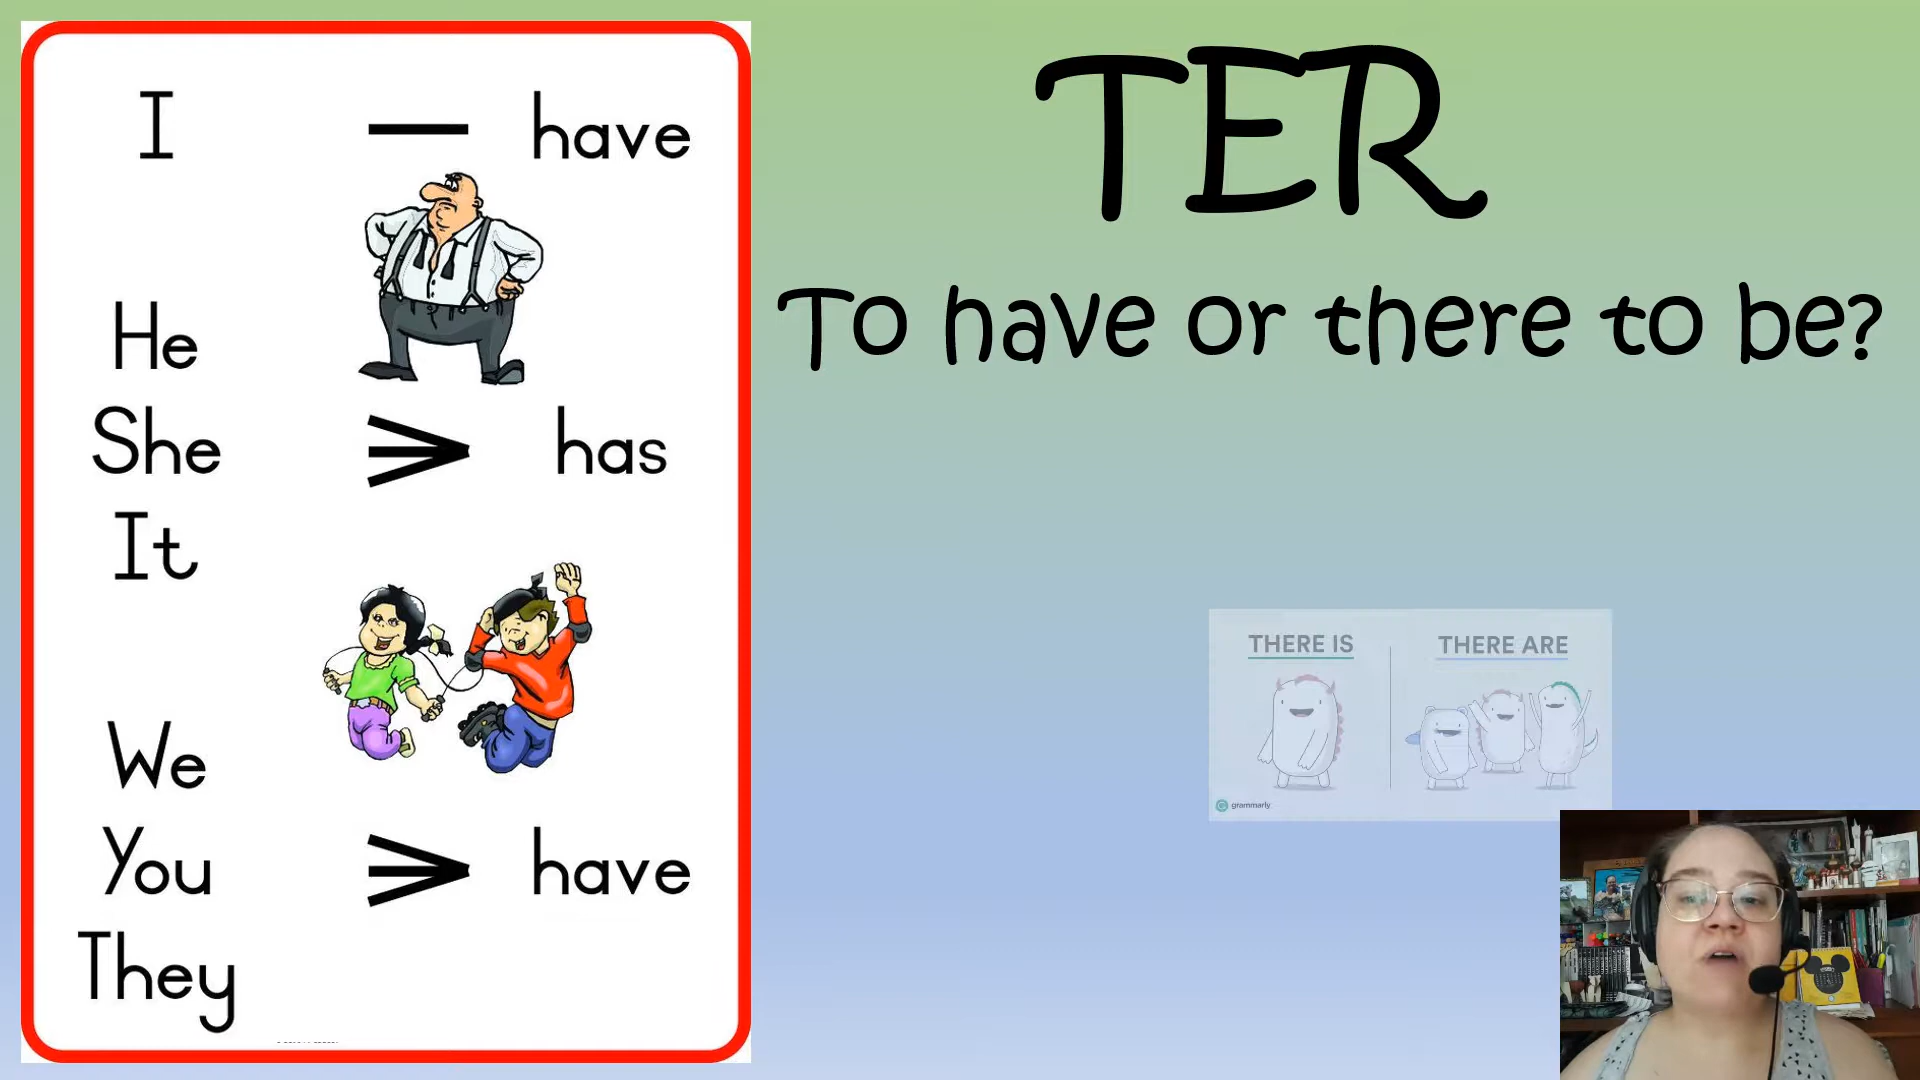 I — have
He
She has
It
We
You have
They
TER
To have or there to be?
THERE IS
THERE ARE
grammarly